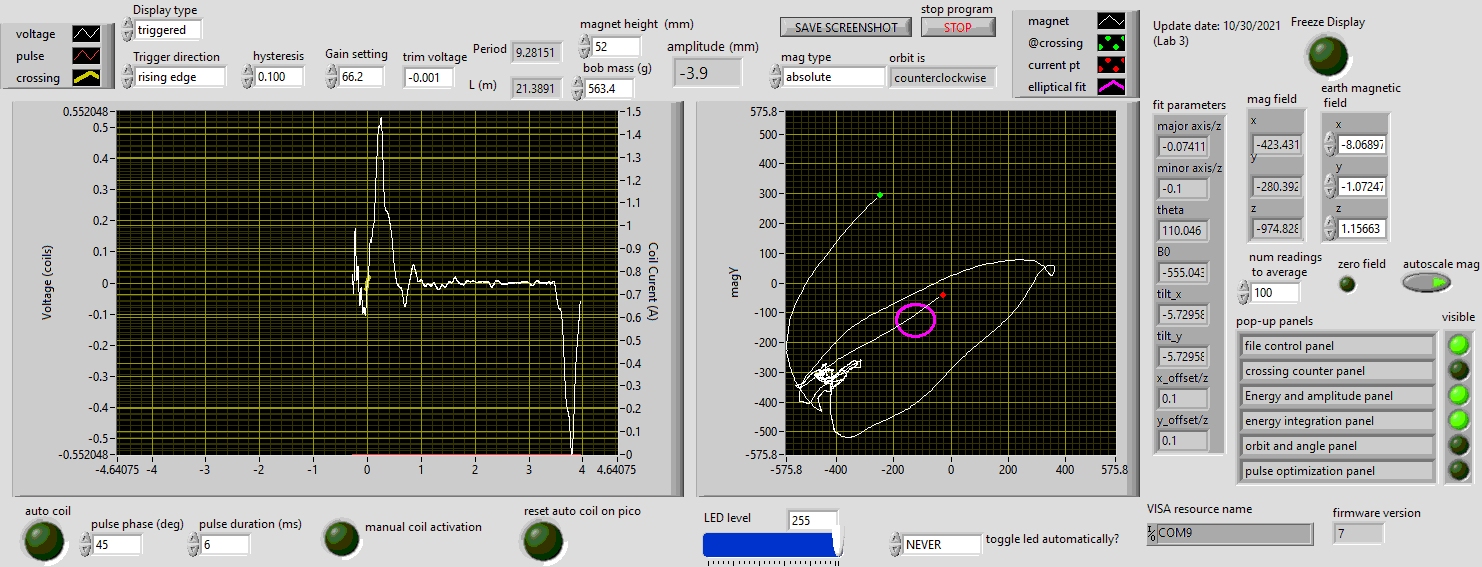 voltage
pulse
crossing
Display type
triggered
Trigger direction
rising edge
hysteresis
0.100
Gain setting
66.2
trim voltage
-0.001
Period
9.28151
L (m)
21.3891
magnet height (mm)
52
bob mass (g)
563.4
amplitude (mm)
-3.9
SAVE SCREENSHOT
stop program
STOP
mag type
absolute
orbit is
counterclockwise
magnet
@crossing
current pt
elliptical fit
Update date: 10/30/2021
(Lab 3)
Freeze Display
Voltage (coils)
0.552048
0.5
0.4
0.3
0.2
0.1
0
-0.1
-0.2
-0.3
-0.4
-0.5
-0.552048
-4.64075
-4
-3
-2
-1
0
1
2
3
4.64075
1.5
1.4
1.3
1.2
1.1
1
0.9
0.8
0.7
0.6
0.5
0.4
0.3
0.2
0.1
0
Coil Current (A)
magy
575.8
500
400
300
200
100
0
-100
-200
-300
-400
-500
-575.8
-575.8
-400
-200
0
200
400
575.8
fit parameters
major axis/z
-0.07411
minor axis/z
-0.1
theta
110.046
B0
-555.043
tilt_x
-5.72958
tilt_y
-5.72958
x_offset/z
0.1
y_offset/z
0.1
mag field
x
-423.431
y
-280.392
z
-974.828
earth magnetic
field
x
-8.06897
y
-1.07247
z
1.15663
num readings
to average
100
zero field
autoscale mag
pop-up panels
visible
file control panel
crossing counter panel
Energy and amplitude panel
energy integration panel
orbit and angle panel
pulse optimization panel
auto coil
pulse phase (deg)
45
pulse duration (ms)
6
manual coil activation
reset auto coil on pico
LED level
255
NEVER
toggle led automatically?
VISA resource name
COM9
firmware version
7